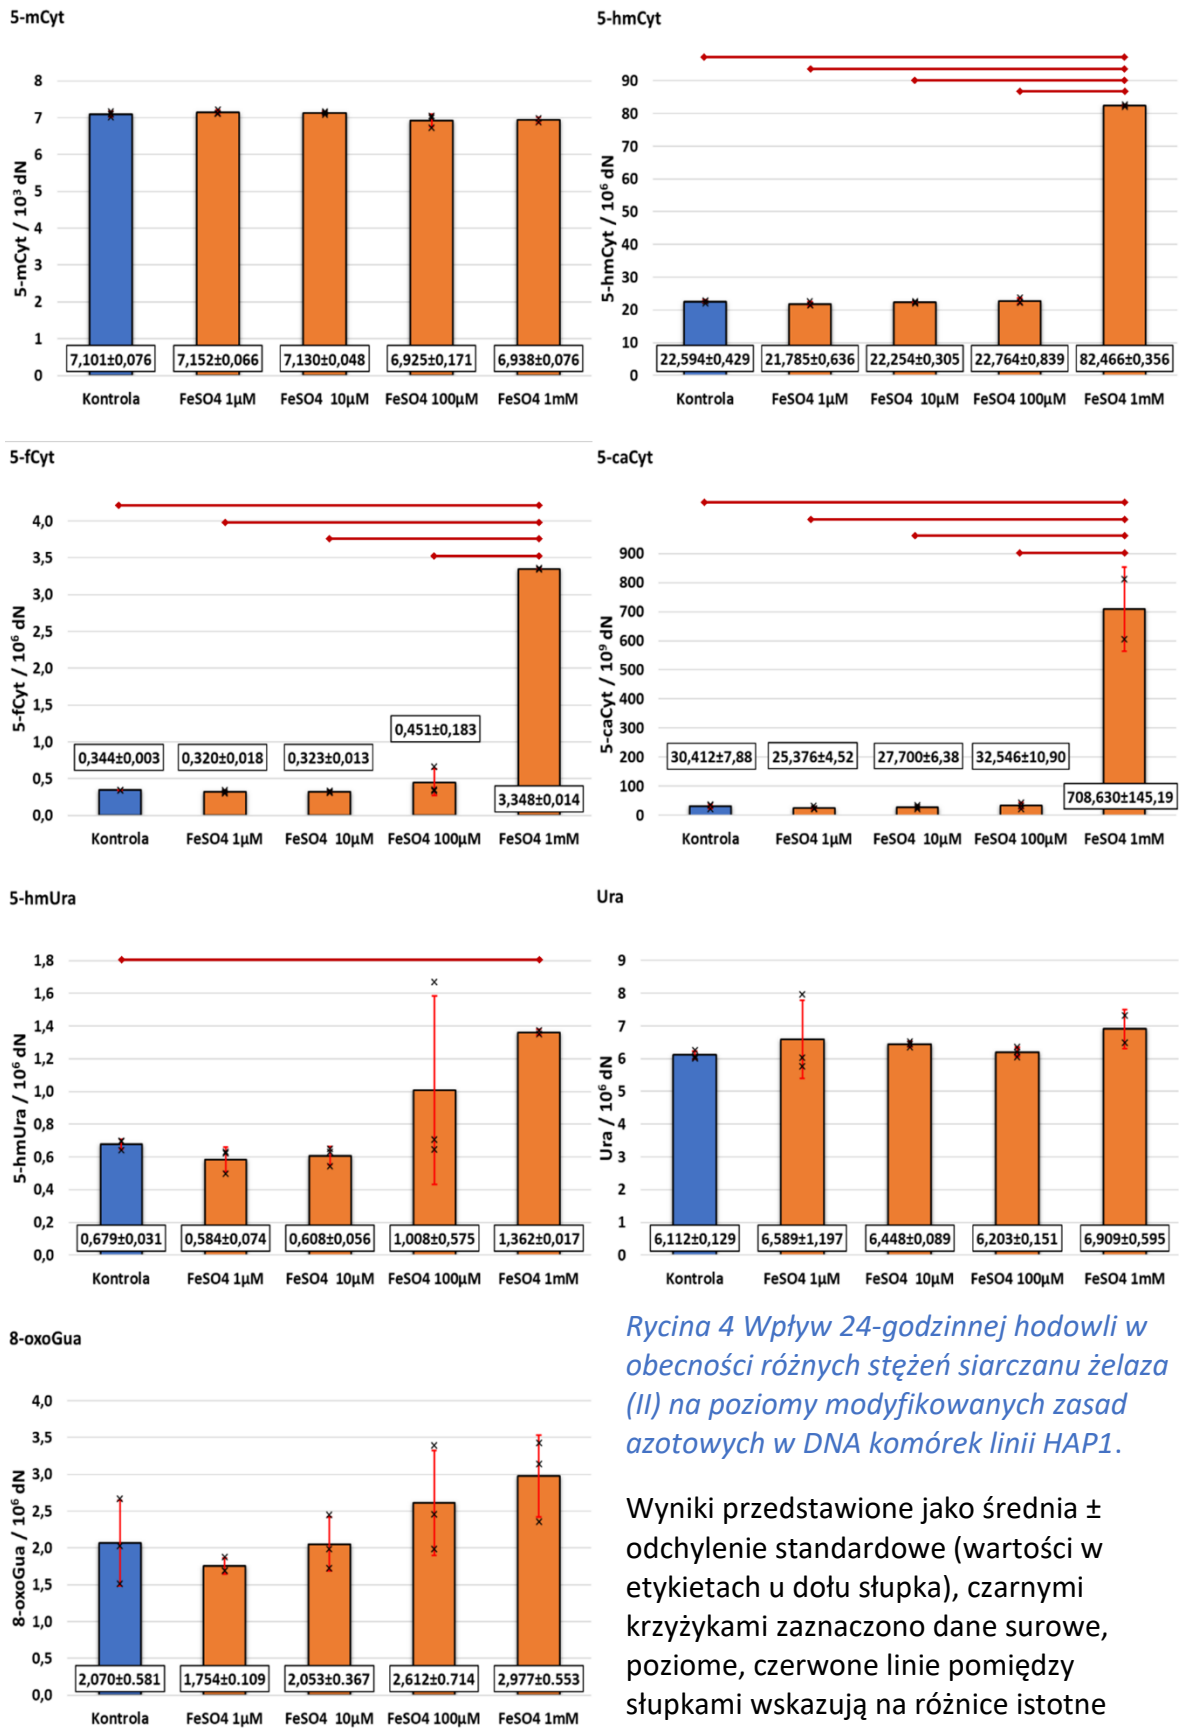 5-mCyt
8
7
6
5
4
3
2
1
0
5-mCyt / 10³ dN
7,101±0,076
7,152±0,066
7,130±0,048
6,925±0,171
6,938±0,076
Kontrola
FeSO4 1µM
FeSO4 10µM
FeSO4 100µM
FeSO4 1mM
5-hmCyt
90
80
70
60
50
40
30
20
10
0
5-hmCyt / 10⁶ dN
22,594±0,429
21,785±0,636
22,254±0,305
22,764±0,839
82,466±0,356
Kontrola
FeSO4 1µM
FeSO4 10µM
FeSO4 100µM
FeSO4 1mM
5-fCyt
4,0
3,5
3,0
2,5
2,0
1,5
1,0
0,5
0,0
5-fCyt / 10⁶ dN
0,344±0,003
0,320±0,018
0,323±0,013
0,451±0,183
3,348±0,014
Kontrola
FeSO4 1µM
FeSO4 10µM
FeSO4 100µM
FeSO4 1mM
5-caCyt
900
800
700
600
500
400
300
200
100
0
5-caCyt / 10⁹ dN
30,412±7,88
25,376±4,52
27,700±6,38
32,546±10,90
708,630±145,19
Kontrola
FeSO4 1µM
FeSO4 10µM
FeSO4 100µM
FeSO4 1mM
5-hmUra
1,8
1,6
1,4
1,2
1,0
0,8
0,6
0,4
0,2
0,0
5-hmUra / 10⁶ dN
0,679±0,031
0,584±0,074
0,608±0,056
1,008±0,575
1,362±0,017
Kontrola
FeSO4 1µM
FeSO4 10µM
FeSO4 100µM
FeSO4 1mM
Ura
9
8
7
6
5
4
3
2
1
0
Ura / 10⁶ dN
6,112±0,129
6,589±1,197
6,448±0,089
6,203±0,151
6,909±0,595
Kontrola
FeSO4 1µM
FeSO4 10µM
FeSO4 100µM
FeSO4 1mM
8-oxoGua
4,0
3,5
3,0
2,5
2,0
1,5
1,0
0,5
0,0
8-oxoGua / 10⁶ dN
2,070±0.581
1,754±0.109
2,053±0.367
2,612±0.714
2,977±0.553
Kontrola
FeSO4 1µM
FeSO4 10µM
FeSO4 100µM
FeSO4 1mM
Rycina 4 Wpływ 24-godzinnej hodowli w
obecności różnych stężeń siarczanu żelaza
(II) na poziomy modyfikowanych zasad
azotowych w DNA komórek linii HAP1.
Wyniki przedstawione jako średnia ±
odchylenie standardowe (wartości w
etykietach u dołu słupka), czarnymi
krzyżykami zaznaczono dane surowe,
poziome, czerwone linie pomiędzy
słupkami wskazują na różnice istotne